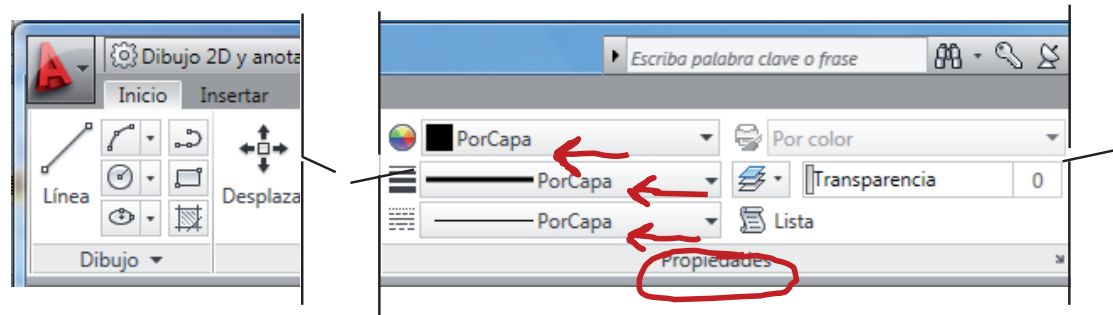 Dibujo 2D y anota
Escriba palabra clave o frase
Inicio Insertar
PorCapa
Por color
Línea
Desplaza
PorCapa
Transparencia 0
PorCapa
Lista
Dibujo
Propiedades